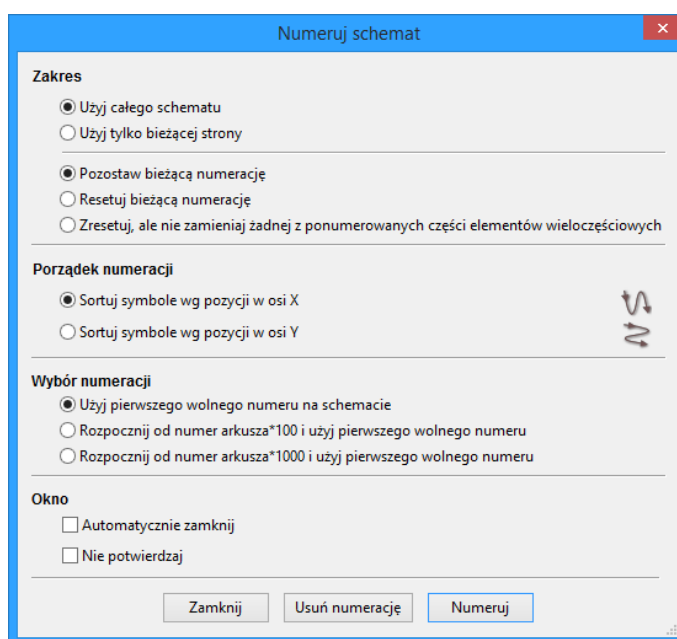 Numeruj schemat
Zakres
Użyj całego schematu
Użyj tylko bieżącej strony
Pozostaw bieżącą numerację
Resetuj bieżącą numerację
Zresetuj, ale nie zamieniaj żadnej z ponumerowanych części elementów wieloczęściowych
Porządek numeracji
Sortuj symbole wg pozycji w osi X
Sortuj symbole wg pozycji w osi Y
Wybór numeracji
Użyj pierwszego wolnego numeru na schemacie
Rozpocznij od numer arkusza*100 i użyj pierwszego wolnego numeru
Rozpocznij od numer arkusza*1000 i użyj pierwszego wolnego numeru
Okno
Automatycznie zamknij
Nie potwierdzaj
Zamknij Usuń numerację Numeruj